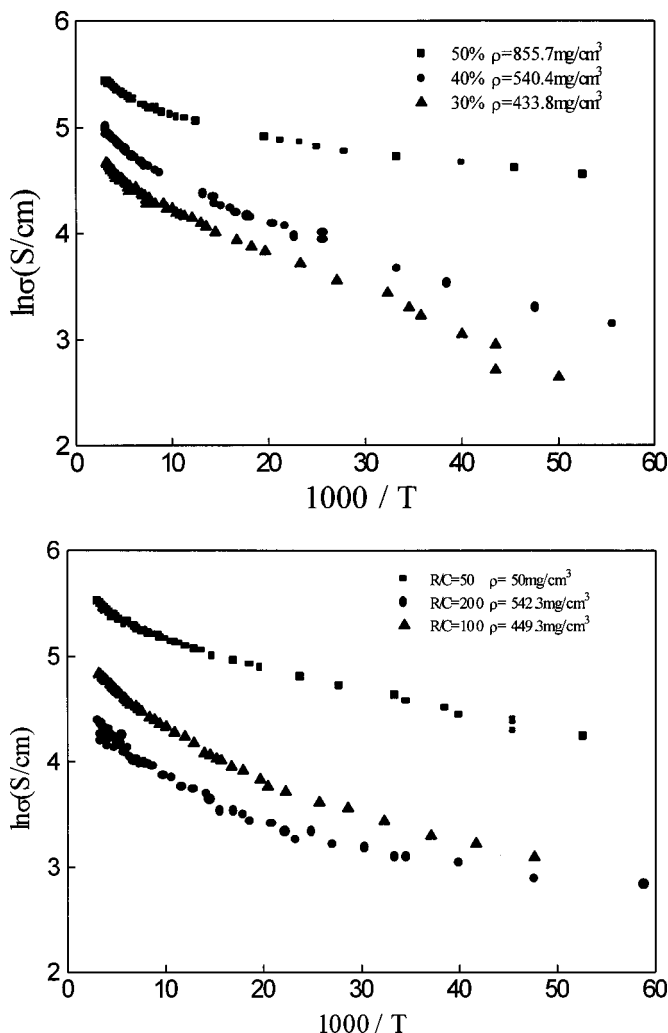 6
50% ρ=855.7mg/cm³
40% ρ=540.4mg/cm³
30% ρ=433.8mg/cm³
5
4
3
2
lnσ(S/cm)
0 10 20 30 40 50 60
1000 / T
6
R/C=50 ρ= 50mg/cm³
R/C=200 ρ= 542.3mg/cm³
R/C=100 ρ= 449.3mg/cm³
5
4
3
2
lnσ(S/cm)
0 10 20 30 40 50 60
1000 / T